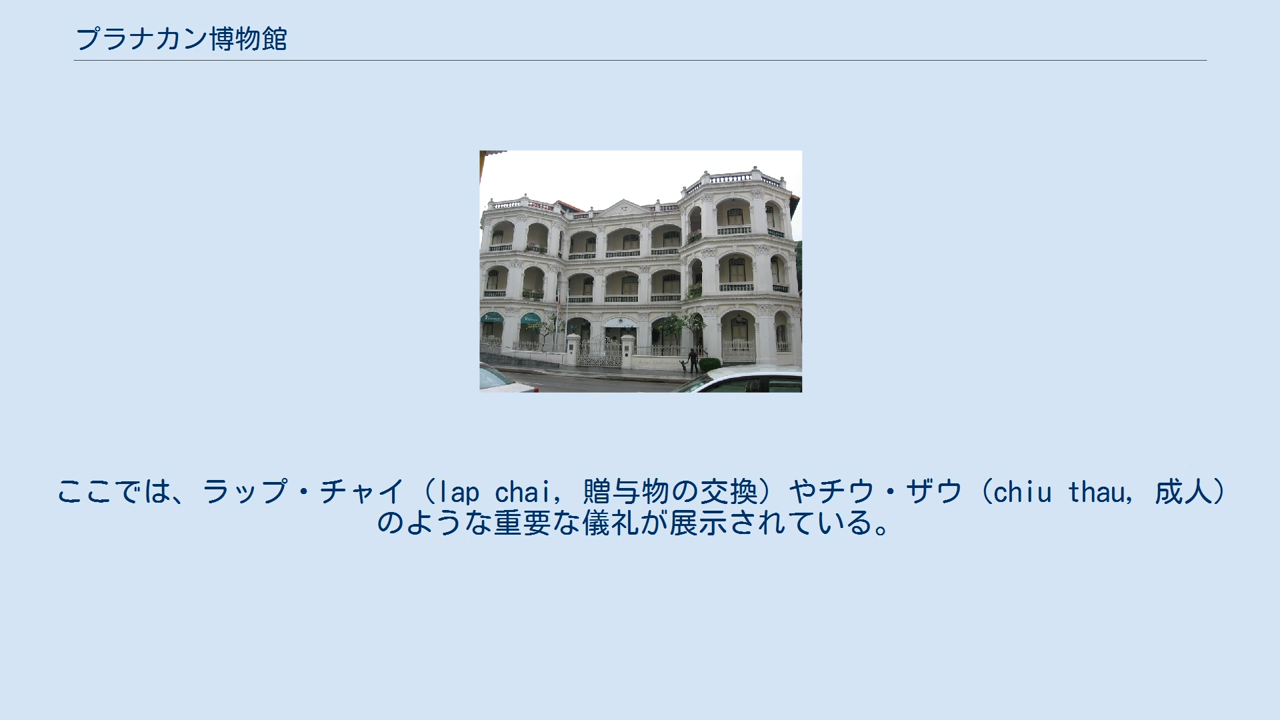 プラナカン博物館
ここでは、ラップ・チャイ（lap chai, 贈与物の交換）やチウ・ザウ（chiu thau, 成人）
のような重要な儀礼が展示されている。